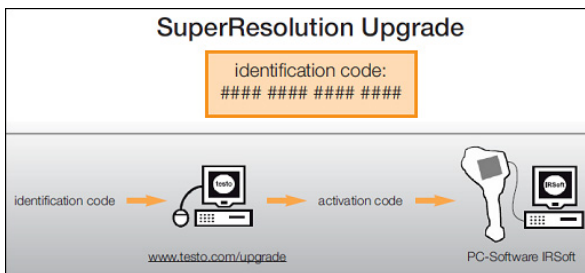 SuperResolution Upgrade
identification code:
#### #### #### ####
identification code
testo
activation code
IRSoft
www.testo.com/upgrade
PC-Software IRSoft